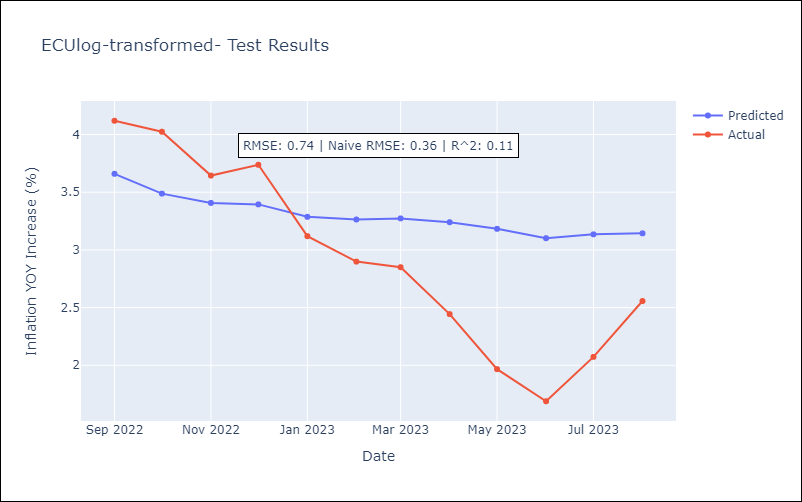 ECUlog-transformed- Test Results
Predicted
Actual
RMSE: 0.74 | Naive RMSE: 0.36 | R^2: 0.11
Inflation YOY Increase (%)
4
3.5
3
2.5
2
Sep 2022 Nov 2022 Jan 2023 Mar 2023 May 2023 Jul 2023
Date